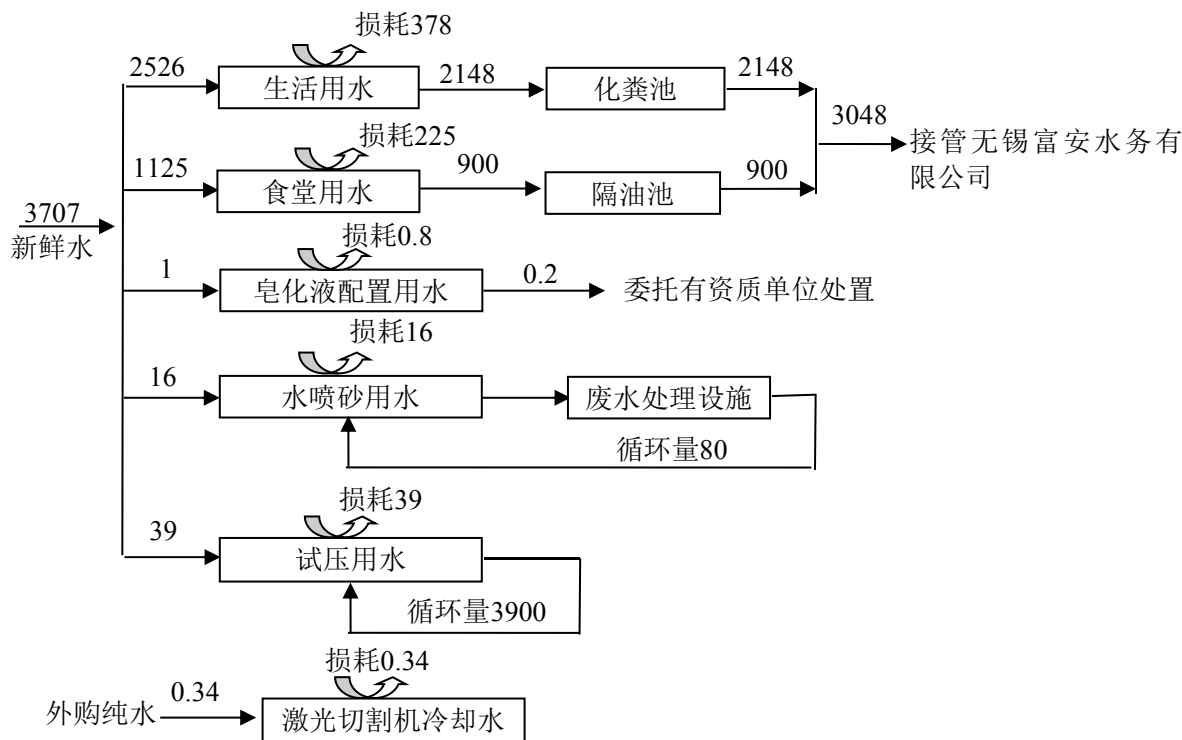 损耗378
2526
生活用水
2148
化粪池
2148
3048
接管无锡富安水务有
限公司
损耗225
1125
食堂用水
900
隔油池
900
3707
新鲜水
损耗0.8
1
皂化液配置用水
0.2
委托有资质单位处置
损耗16
16
水喷砂用水
废水处理设施
循环量80
损耗39
39
试压用水
循环量3900
损耗0.34
外购纯水
0.34
激光切割机冷却水